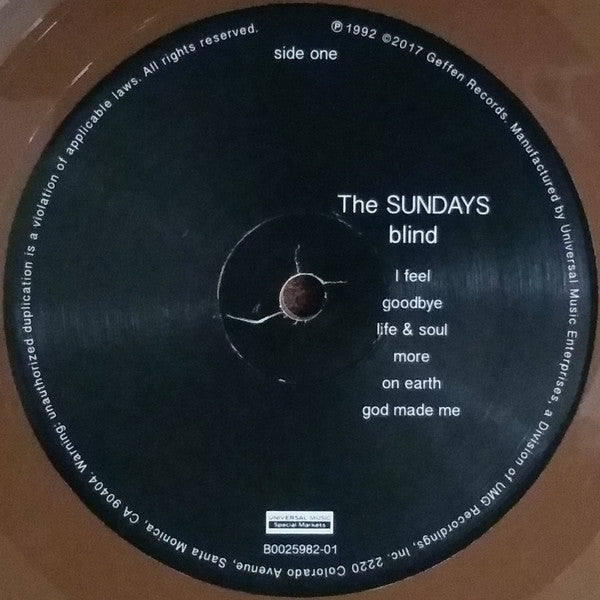 side one
The SUNDAYS
blind
I feel
goodbye
life & soul
more
on earth
god made me
UNIVERSAL MUSIC
Special Markets
B0025982-01
℗ 1992 ©2017 Geffen Records. Manufactured by Universal Music Enterprises, a Division of UMG Recordings, Inc. 2220 Colorado Avenue, Santa Monica, CA 90404. Warning: unauthorized duplication is a violation of applicable laws. All rights reserved.